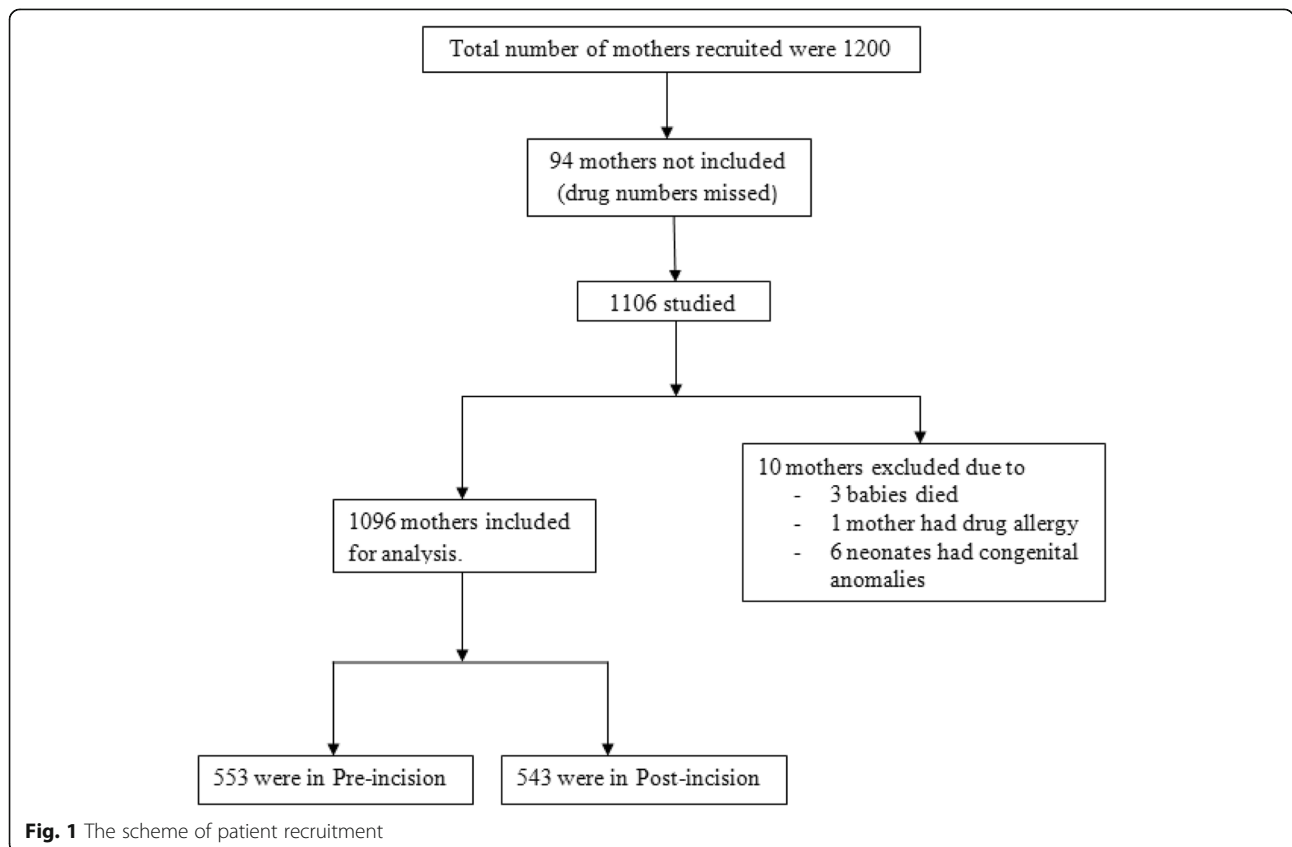 Total number of mothers recruited were 1200
94 mothers not included
(drug numbers missed)
1106 studied
10 mothers excluded due to
- 3 babies died
- 1 mother had drug allergy
- 6 neonates had congenital
anomalies
1096 mothers included
for analysis.
553 were in Pre-incision
543 were in Post-incision
Fig. 1 The scheme of patient recruitment